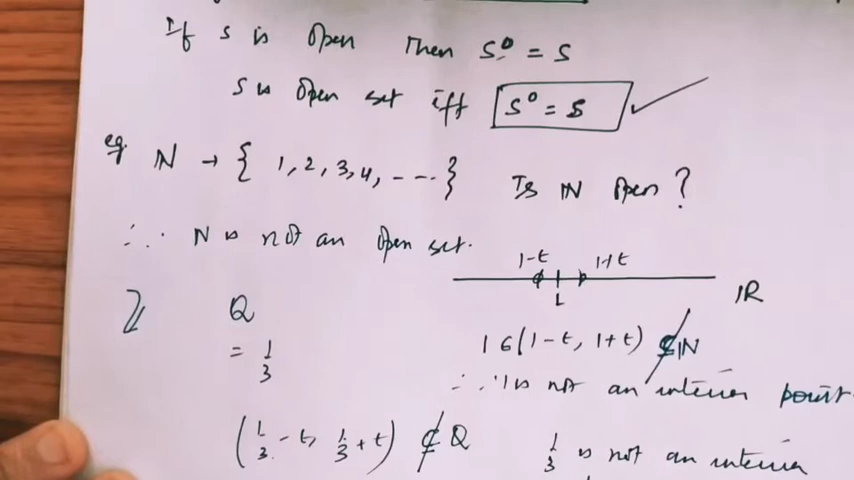 If S is open Then S° = S
S is open set iff S° = S
eg. ℕ → { 1, 2, 3, 4, - - - } Is ℕ open ?
∴ N is not an open set.
1-ε 1+ε
1 ℝ
Q
= 1/3
1 ∈ (1-ε, 1+ε) ⊄ ℕ
∴ 1 is not an interior point.
(1/3 - ε, 1/3 + ε) ⊄ Q
1/3 is not an interior